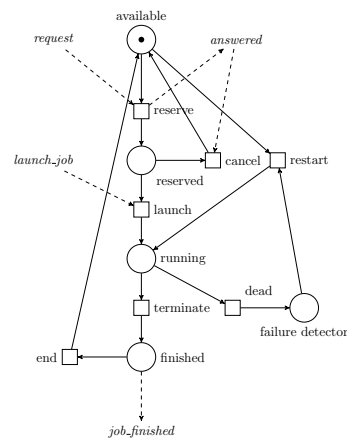 available
request
answered
reserve
launch_job
cancel
restart
reserved
launch
running
dead
terminate
failure detector
end
finished
job_finished